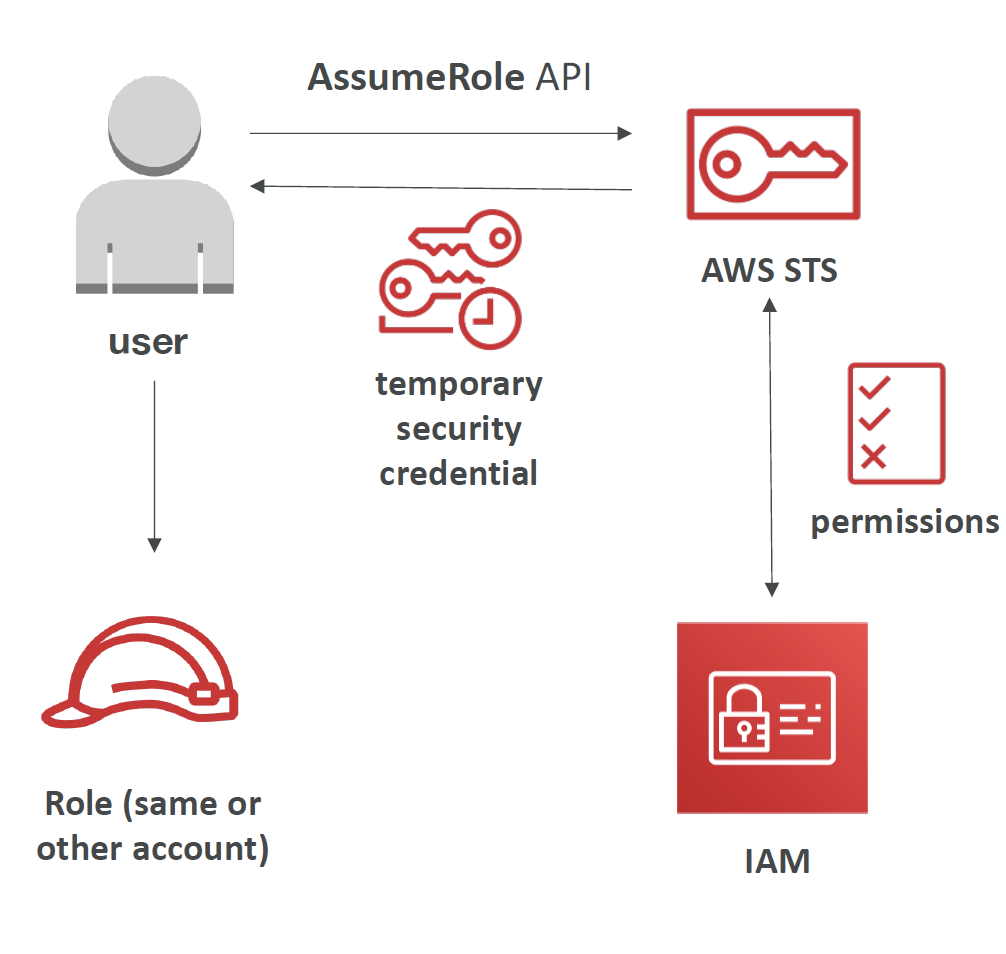 AssumeRole API
AWS STS
user
temporary
security
credential
permissions
Role (same or
other account)
IAM